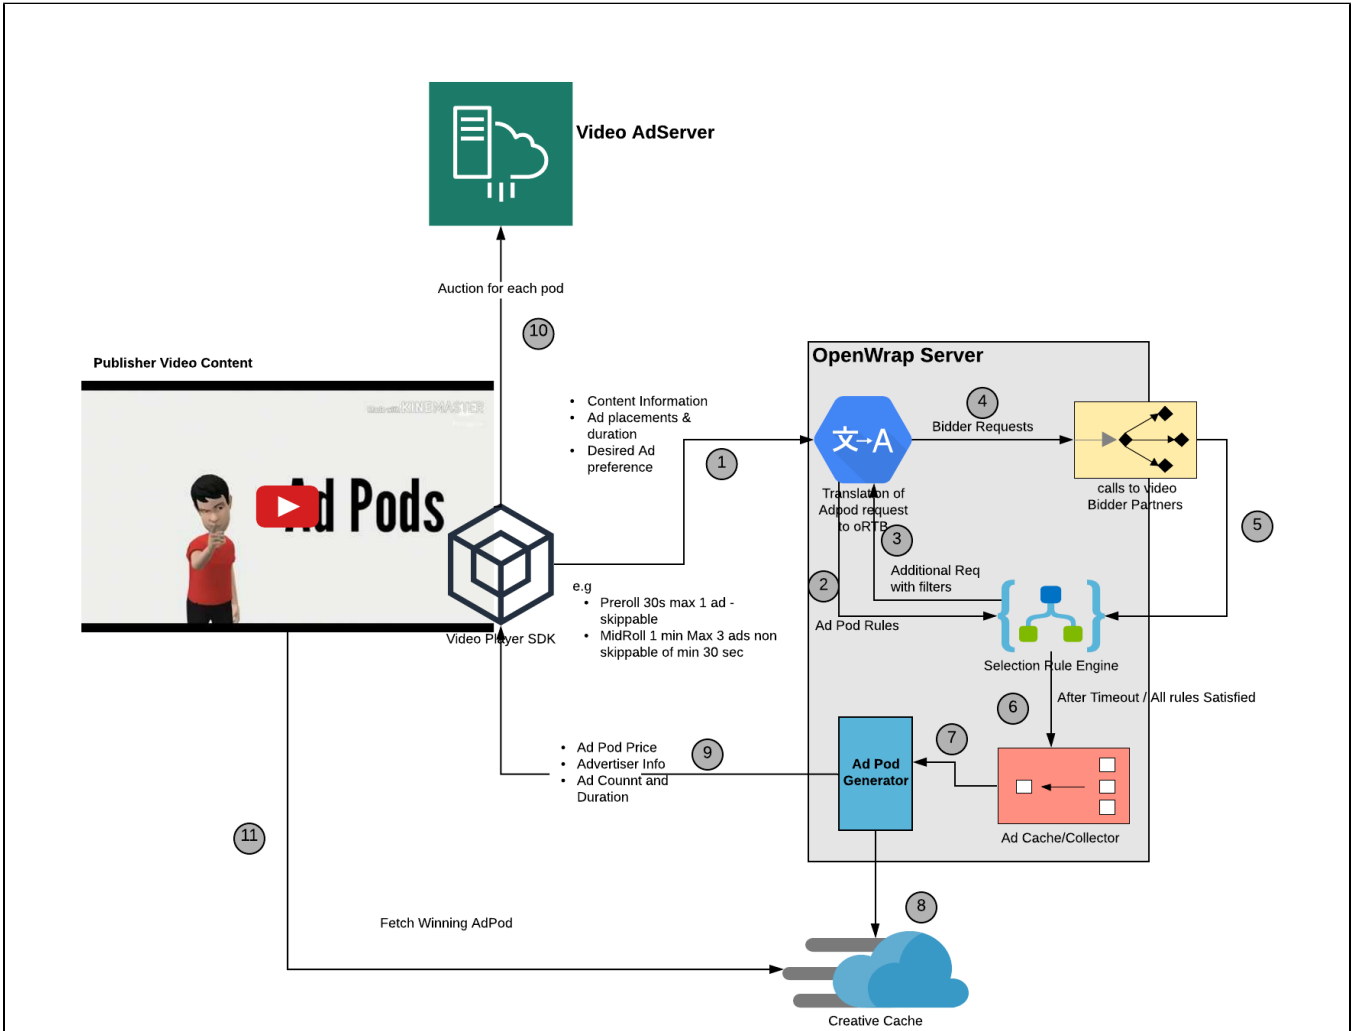 Video AdServer
Auction for each pod
10
Publisher Video Content
Made with KINEMASTER
Ad Pods
Video Player SDK
• Content Information
• Ad placements &
duration
• Desired Ad
preference
1
e.g
• Preroll 30s max 1 ad -
skippable
• MidRoll 1 min Max 3 ads non
skippable of min 30 sec
OpenWrap Server
文→A
Translation of
Adpod request
to oRTB
4
Bidder Requests
calls to video
Bidder Partners
5
3
Additional Req
with filters
2
Ad Pod Rules
Selection Rule Engine
After Timeout / All rules Satisfied
6
7
Ad Pod
Generator
Ad Cache/Collector
• Ad Pod Price
• Advertiser Info
• Ad Counnt and
Duration
9
11
8
Fetch Winning AdPod
Creative Cache